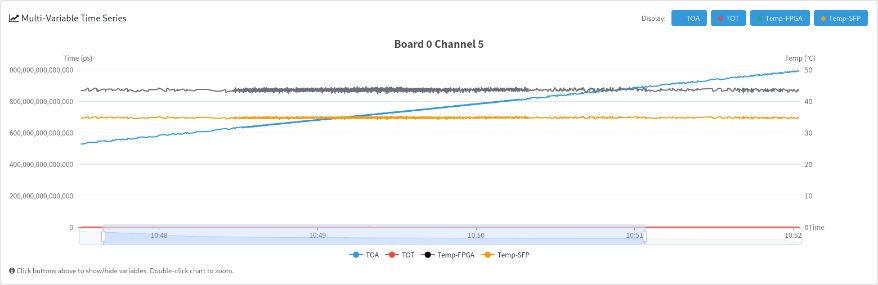 Multi-Variable Time Series
Display: TOA TOT Temp-FPGA Temp-SFP
Board 0 Channel 5
Time (ps) Temp (°C)
000,000,000,000,000 50
800,000,000,000,000 40
600,000,000,000,000 30
400,000,000,000,000 20
200,000,000,000,000 10
0 0 Time
10:48 10:49 10:50 10:51 10:52
TOA TOT Temp-FPGA Temp-SFP
Click buttons above to show/hide variables. Double-click chart to zoom.